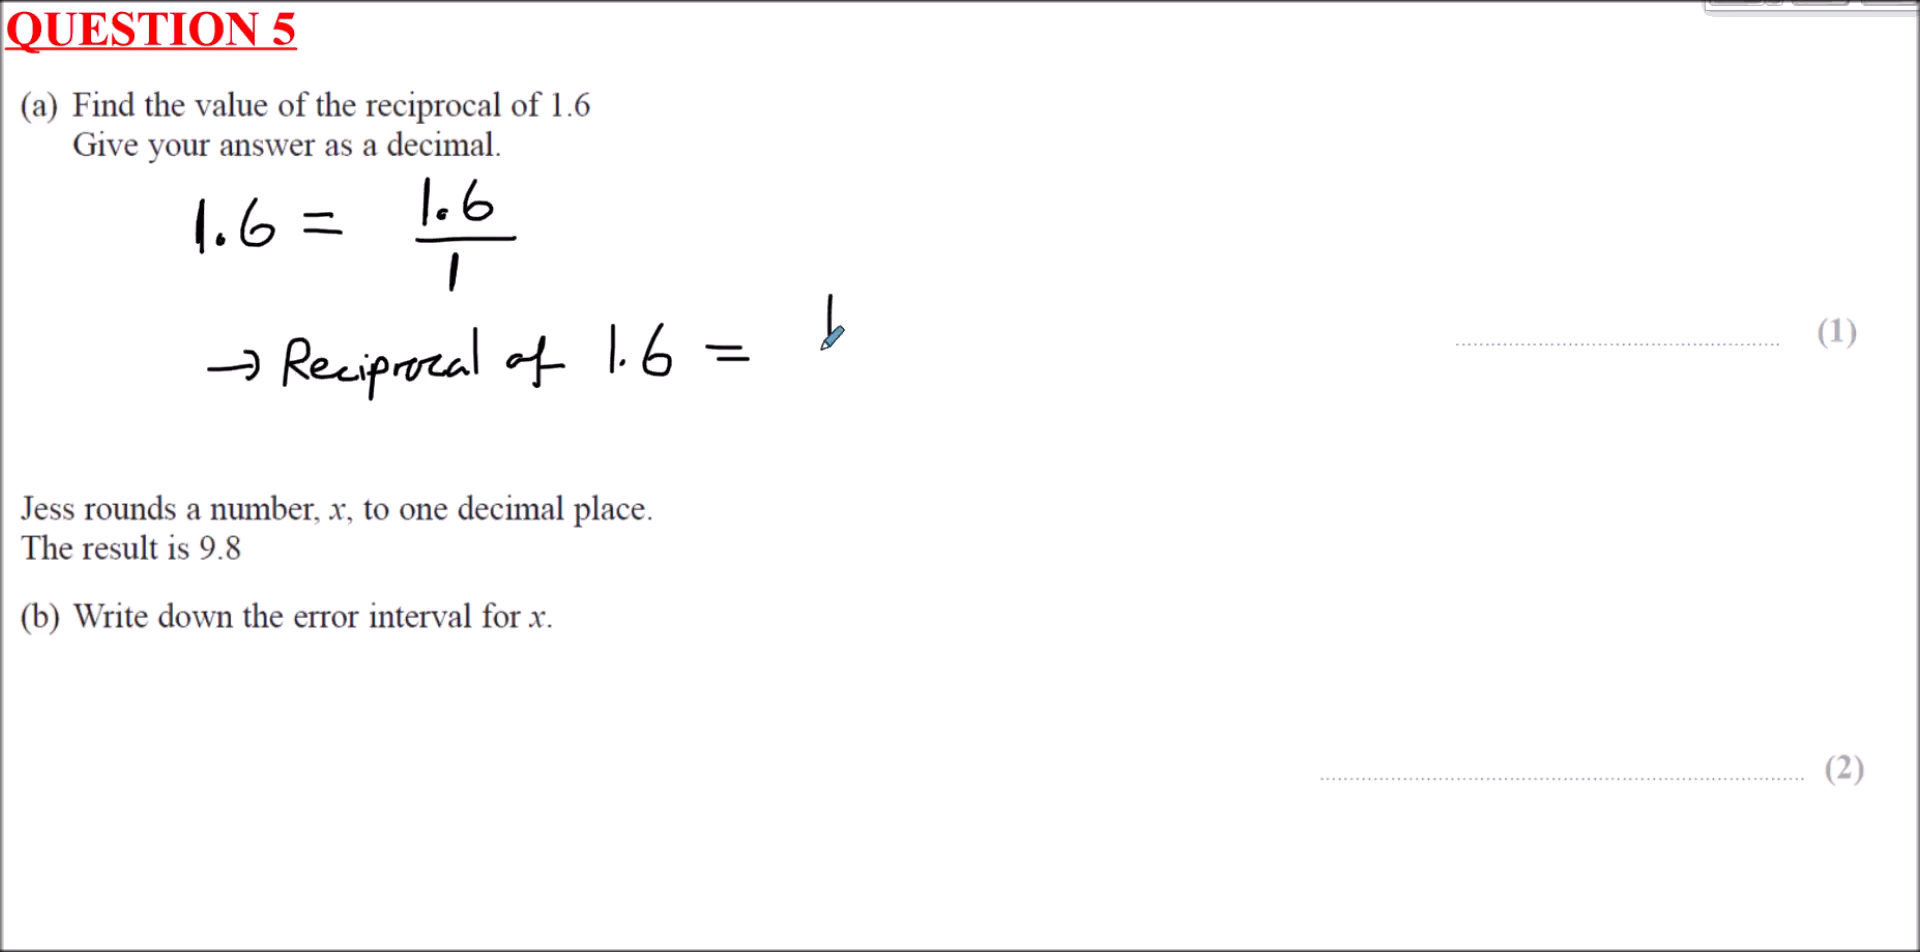 QUESTION 5
(a) Find the value of the reciprocal of 1.6
Give your answer as a decimal.
1.6 = 1.6
1
→ Reciprocal of 1.6 = 1
(1)
Jess rounds a number, x, to one decimal place.
The result is 9.8
(b) Write down the error interval for x.
(2)